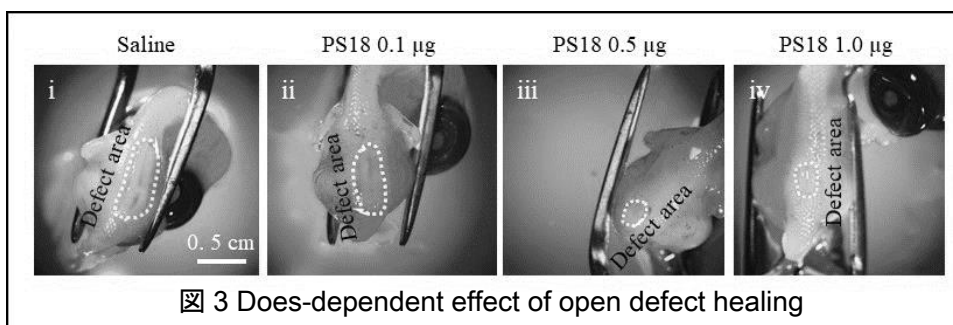 Saline
PS18 0.1 µg
PS18 0.5 µg
PS18 1.0 µg
i
ii
iii
iv
Defect area
Defect area
Defect area
Defect area
0. 5 cm
図 3 Does-dependent effect of open defect healing